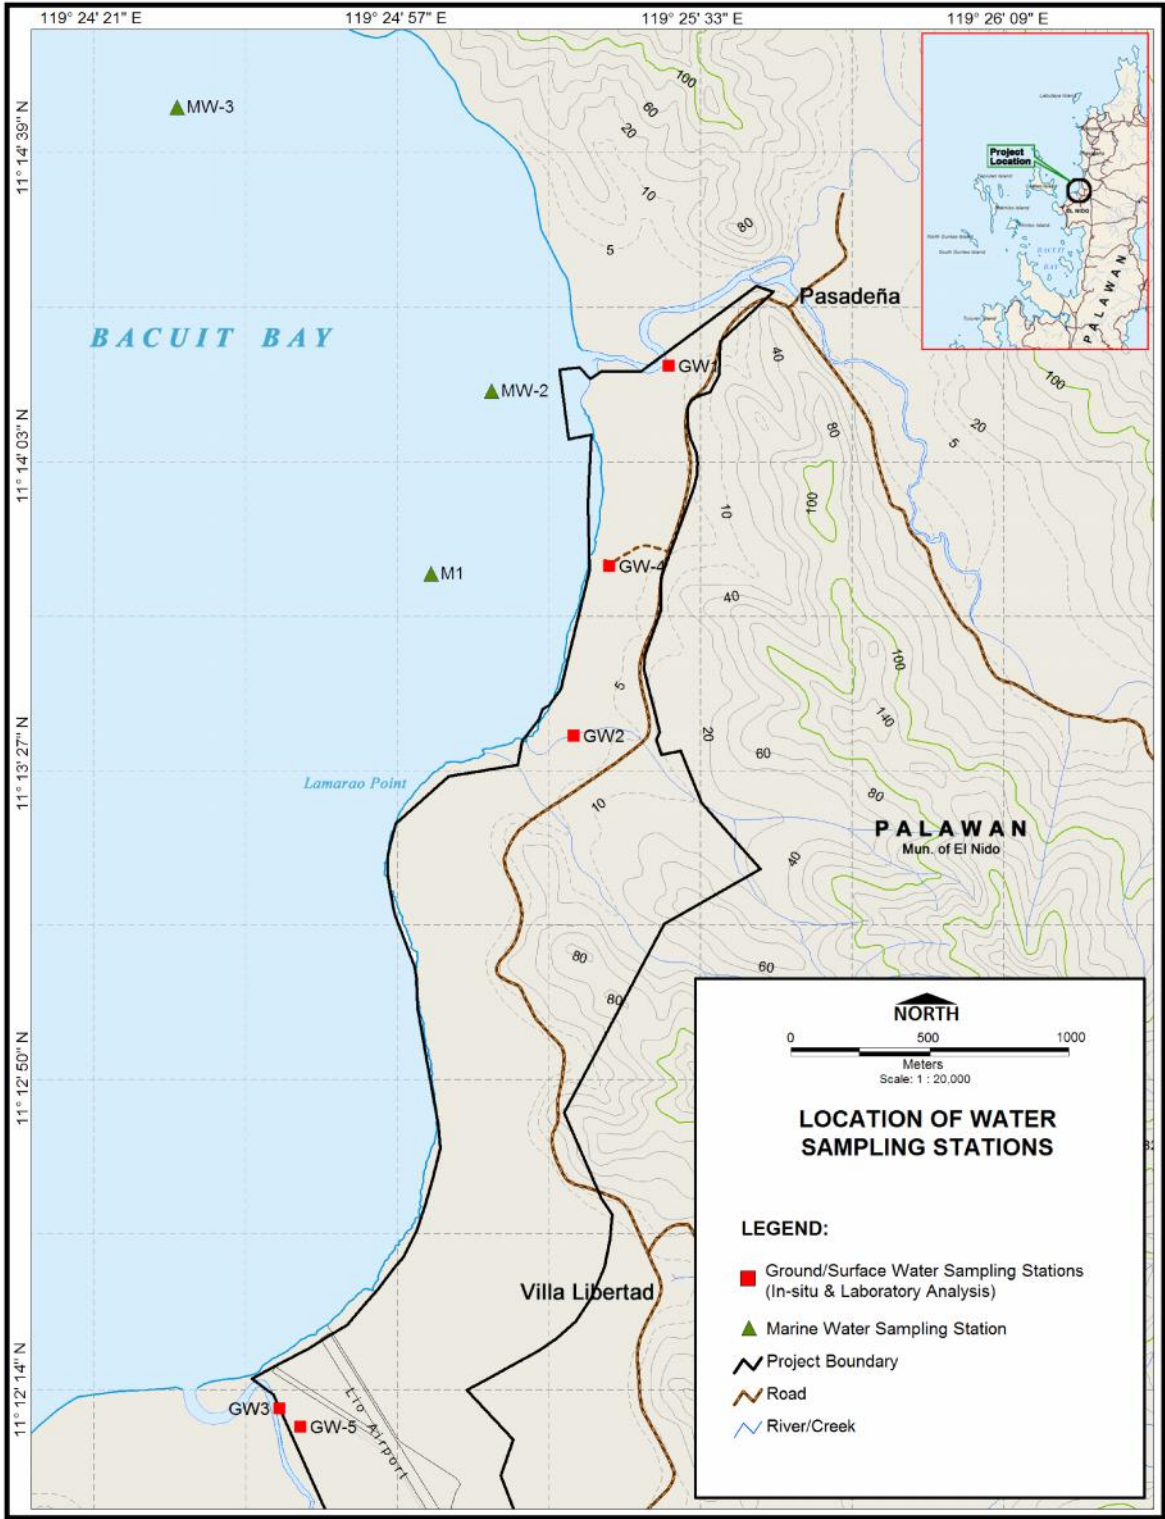 119° 24' 21" E
119° 24' 57" E
119° 25' 33" E
119° 26' 09" E
11° 14' 39" N
11° 14' 03" N
11° 13' 27" N
11° 12' 50" N
11° 12' 14" N
MW-3
100
60
20
10
80
5
Project
Location
EL NIDO
BACUIT
BAY
PALAWAN
Pasadeña
BACUIT BAY
GW1
40
100
MW-2
20
80
5
100
10
GW-4
M1
40
100
5
140
GW2
20
60
Lamarao Point
80
10
PALAWAN
Mun. of El Nido
40
80
60
80
NORTH
0 500 1000
Meters
Scale: 1 : 20,000
LOCATION OF WATER
SAMPLING STATIONS
LEGEND:
Ground/Surface Water Sampling Stations
(In-situ & Laboratory Analysis)
Marine Water Sampling Station
Project Boundary
Road
River/Creek
Villa Libertad
Lio Airport
GW3
GW-5